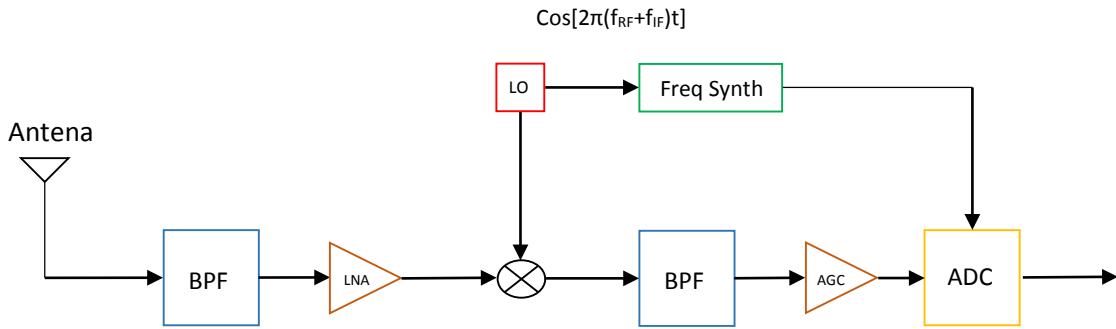 Cos[2π(fRF+fIF)t]
LO
Freq Synth
Antena
BPF
LNA
BPF
AGC
ADC